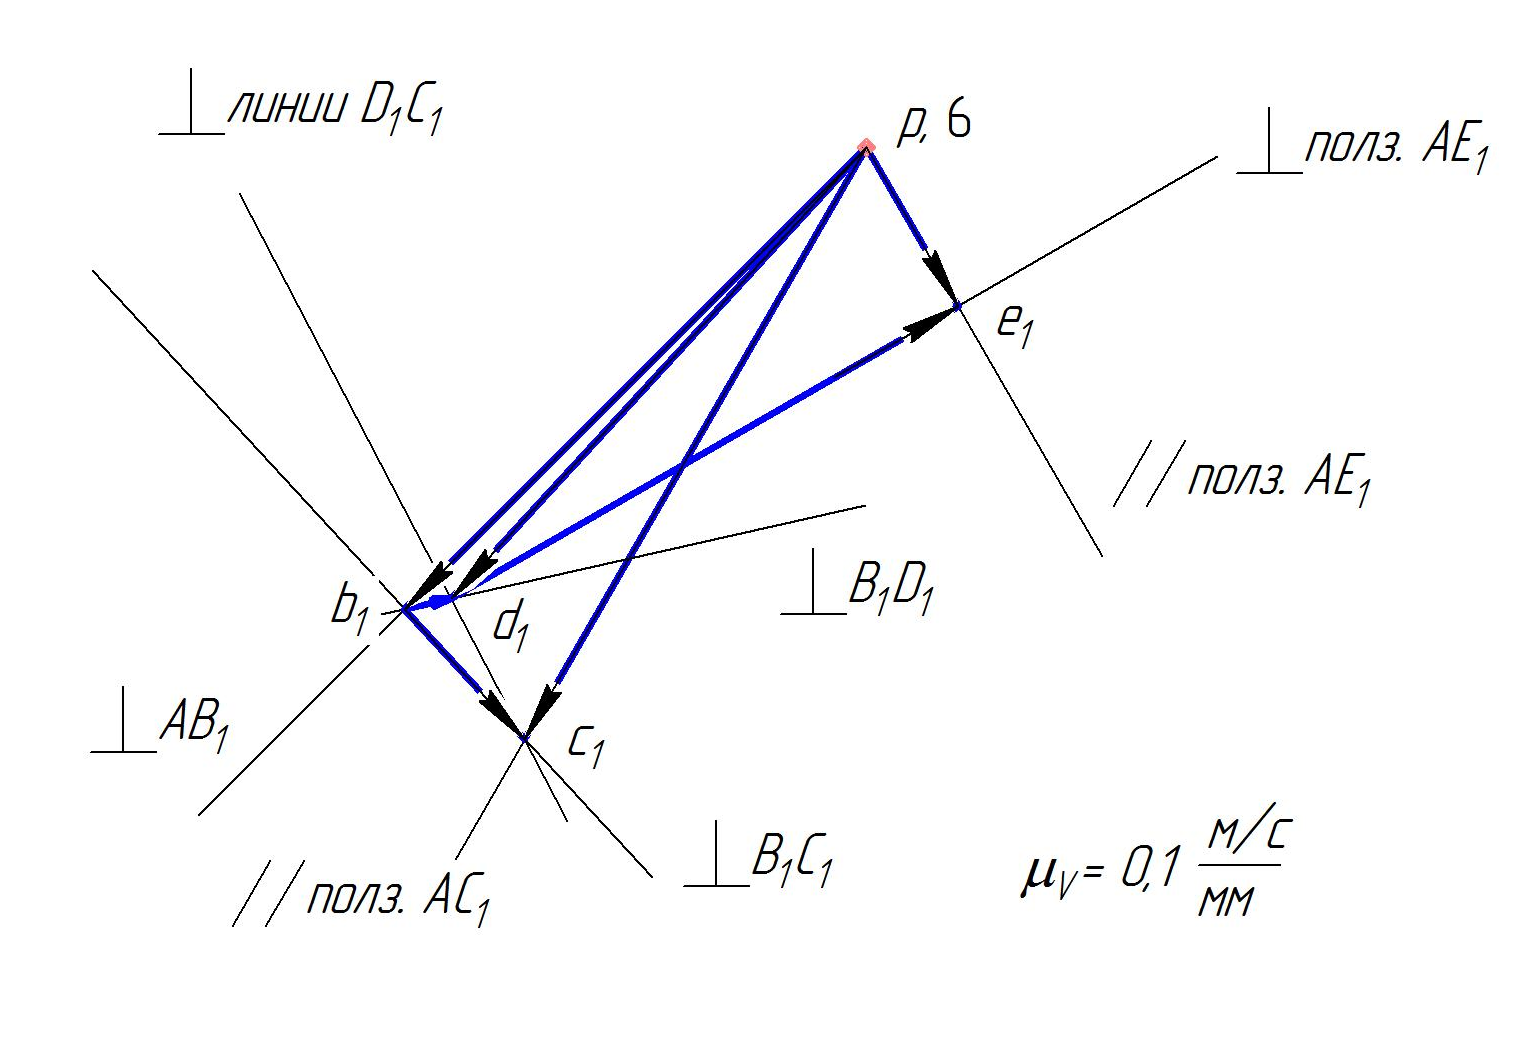 ⊥ линии D₁C₁
p, 6
⊥ полз. AE₁
e₁
// полз. AE₁
⊥ B₁D₁
b₁
d₁
⊥ AB₁
c₁
⊥ B₁C₁
// полз. AC₁
μV = 0,1 м/с
мм